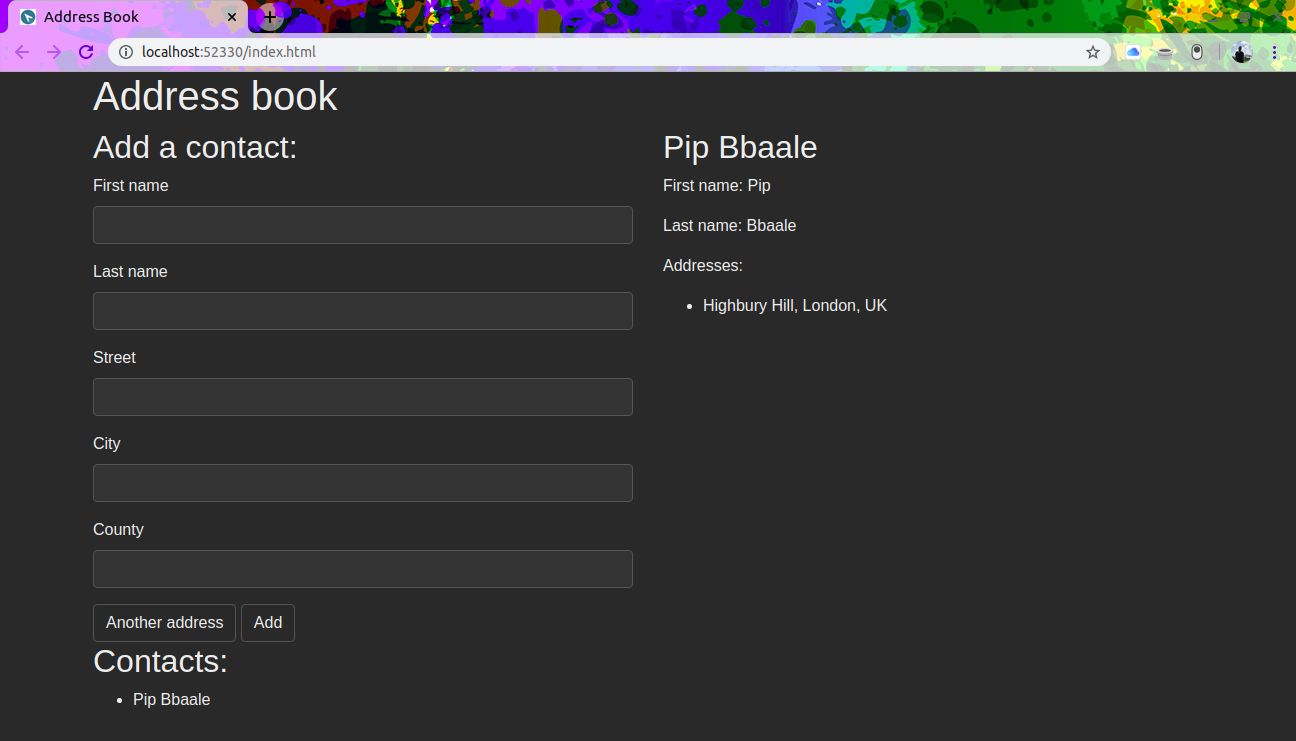 Address Book
localhost:52330/index.html
Address book
Add a contact:
First name
Last name
Street
City
County
Another address Add
Contacts:
Pip Bbaale
Pip Bbaale
First name: Pip
Last name: Bbaale
Addresses:
Highbury Hill, London, UK